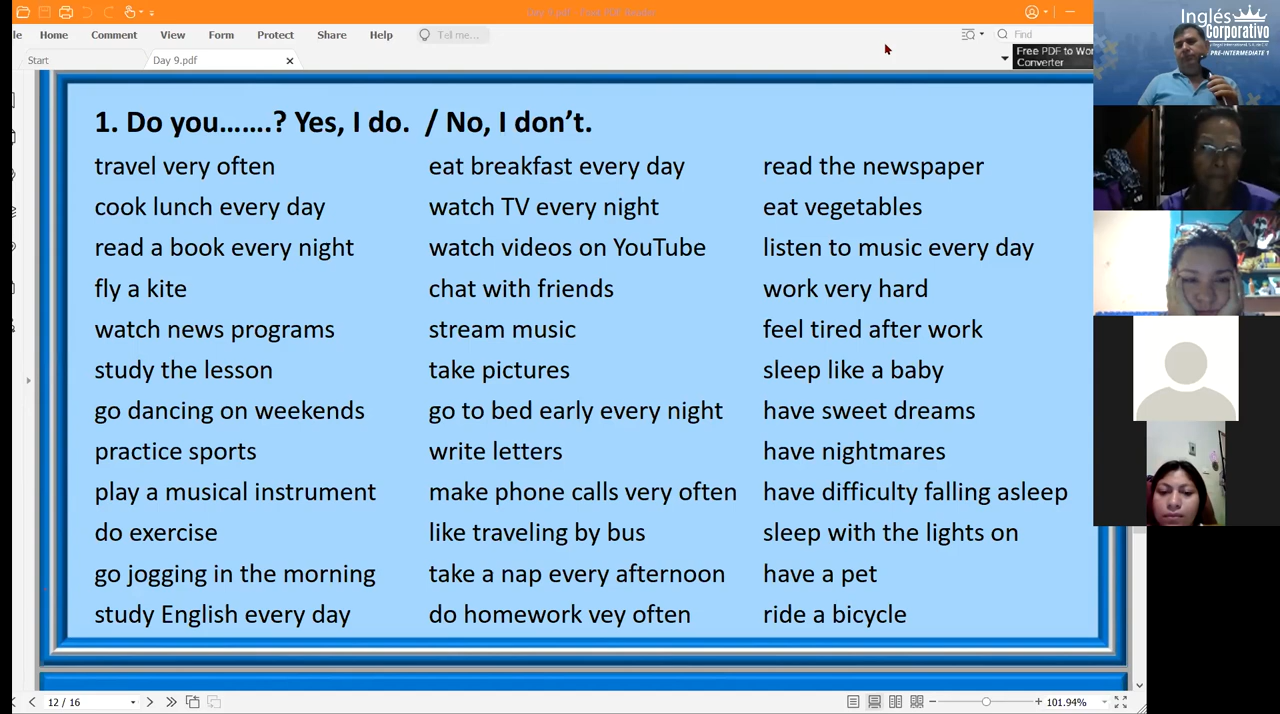 Day 9.pdf - Foxit PDF Reader
le Home Comment View Form Protect Share Help Tell me... Find
Start Day 9.pdf
Free PDF to Wor
Converter
Inglés
Corporativo
PRE-INTERMEDIATE 1
1. Do you.......? Yes, I do. / No, I don't.
travel very often eat breakfast every day read the newspaper
cook lunch every day watch TV every night eat vegetables
read a book every night watch videos on YouTube listen to music every day
fly a kite chat with friends work very hard
watch news programs stream music feel tired after work
study the lesson take pictures sleep like a baby
go dancing on weekends go to bed early every night have sweet dreams
practice sports write letters have nightmares
play a musical instrument make phone calls very often have difficulty falling asleep
do exercise like traveling by bus sleep with the lights on
go jogging in the morning take a nap every afternoon have a pet
study English every day do homework vey often ride a bicycle
12 / 16 101.94%